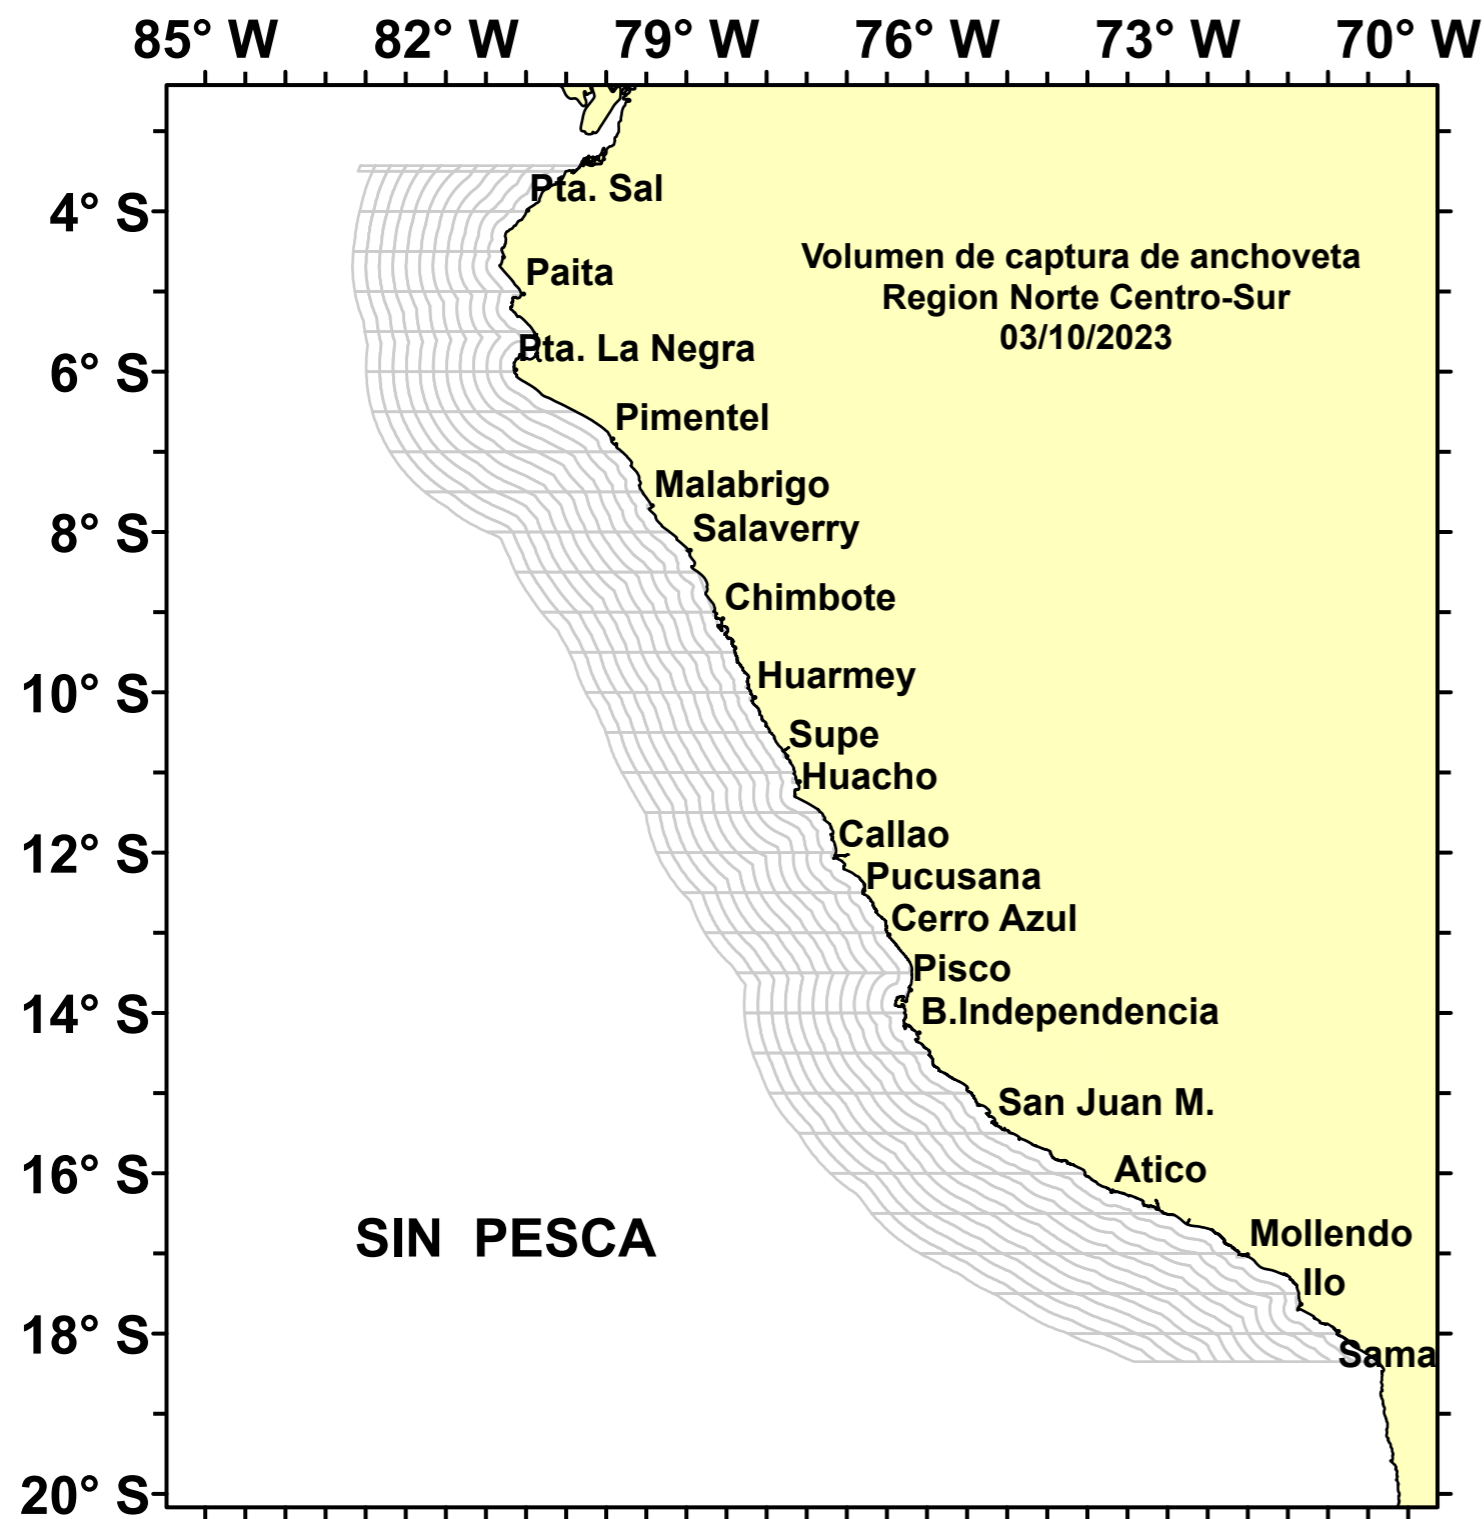 85° W 82° W 79° W 76° W 73° W 70° W
Pta. Sal
4° S
Volumen de captura de anchoveta
Region Norte Centro-Sur
03/10/2023
Paita
Pta. La Negra
6° S
Pimentel
Malabrigo
8° S
Salaverry
Chimbote
Huarmey
10° S
Supe
Huacho
Callao
12° S
Pucusana
Cerro Azul
Pisco
B.Independencia
14° S
San Juan M.
Atico
16° S
Mollendo
SIN PESCA
Ilo
18° S
Sama
20° S